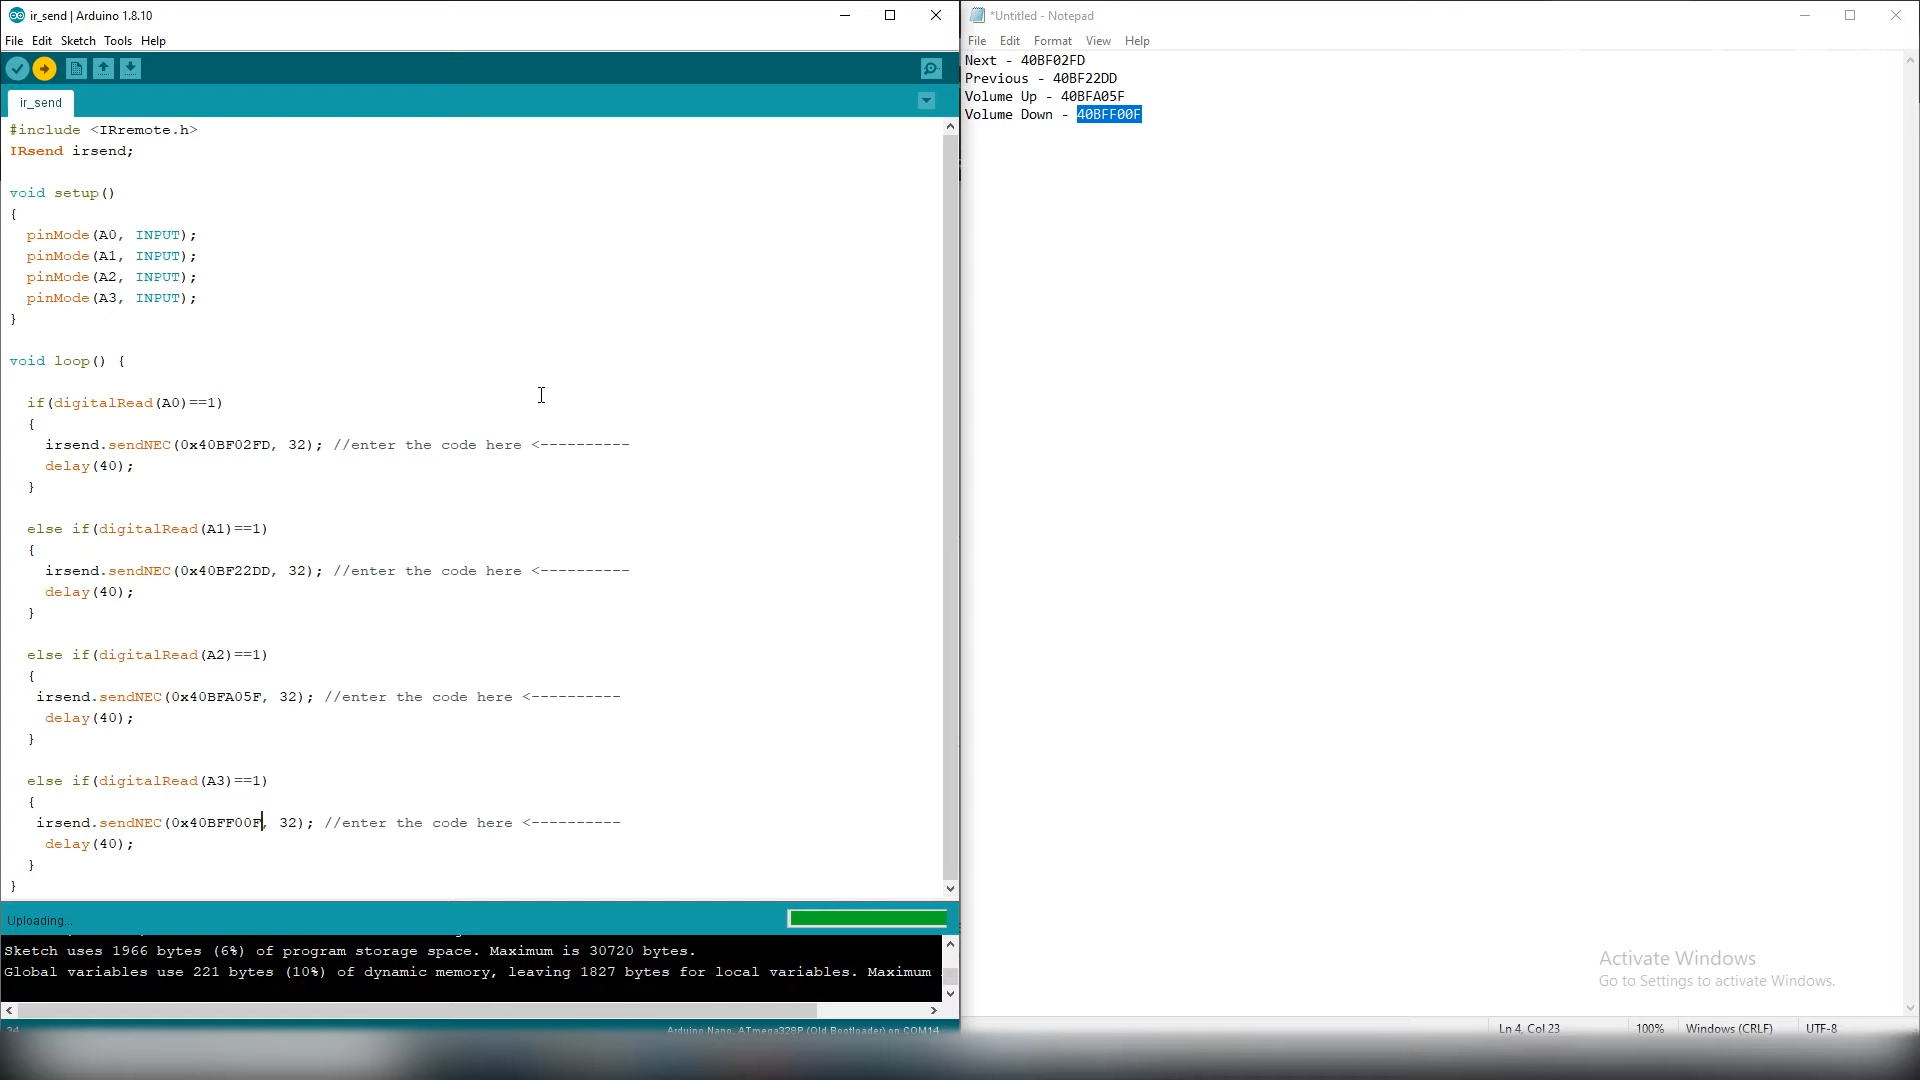 ir_send | Arduino 1.8.10
File Edit Sketch Tools Help
ir_send
#include <IRremote.h>
IRsend irsend;
void setup()
{
pinMode(A0, INPUT);
pinMode(A1, INPUT);
pinMode(A2, INPUT);
pinMode(A3, INPUT);
}
void loop() {
if(digitalRead(A0)==1)
{
irsend.sendNEC(0x40BF02FD, 32); //enter the code here <----------
delay(40);
}
else if(digitalRead(A1)==1)
{
irsend.sendNEC(0x40BF22DD, 32); //enter the code here <----------
delay(40);
}
else if(digitalRead(A2)==1)
{
irsend.sendNEC(0x40BFA05F, 32); //enter the code here <----------
delay(40);
}
else if(digitalRead(A3)==1)
{
irsend.sendNEC(0x40BFF00F, 32); //enter the code here <----------
delay(40);
}
}
Uploading...
Sketch uses 1966 bytes (6%) of program storage space. Maximum is 30720 bytes.
Global variables use 221 bytes (10%) of dynamic memory, leaving 1827 bytes for local variables. Maximum
34
Arduino Nano, ATmega328P (Old Bootloader) on COM14
*Untitled - Notepad
File Edit Format View Help
Next - 40BF02FD
Previous - 40BF22DD
Volume Up - 40BFA05F
Volume Down - 40BFF00F
Activate Windows
Go to Settings to activate Windows.
Ln 4, Col 23 100% Windows (CRLF) UTF-8